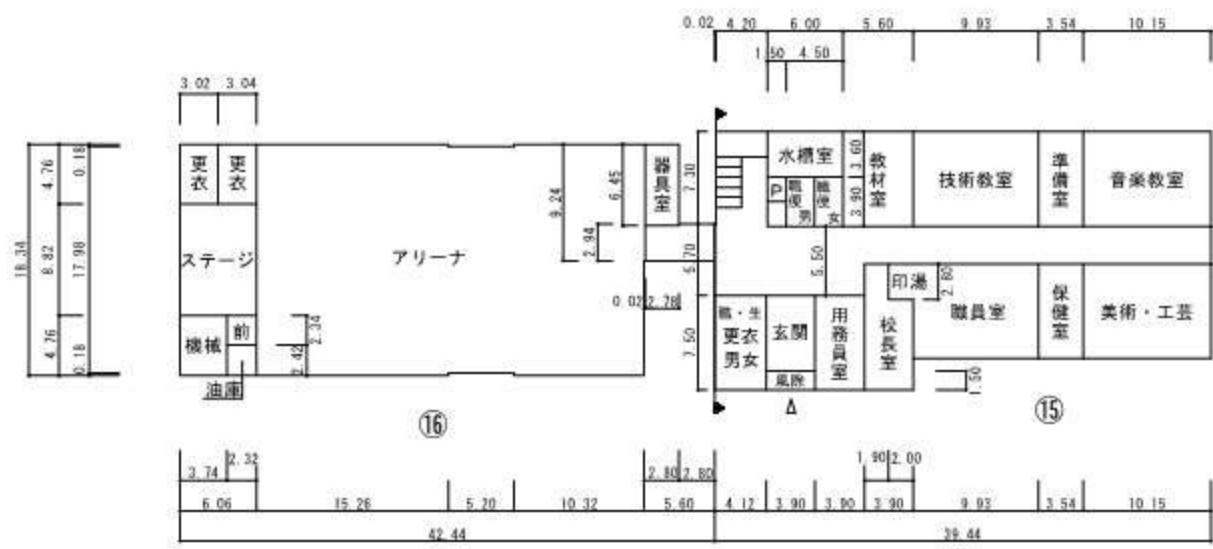 0.02 4.20 6.00 5.60 9.93 3.54 10.15
1.50 4.50
3.02 3.04
18.34
4.76 8.82 4.76
0.18 17.98 0.18
更衣
更衣
ステージ
機械
前
油庫
2.34
2.42
アリーナ
9.24
2.94
6.45
器具室
0.02 2.78
7.30
5.70
7.50
水槽室
P
職便男
職便女
3.60
3.90
教材室
技術教室
準備室
音楽教室
5.50
印湯
2.80
職員室
保健室
美術・工芸
職・生
更衣
男女
玄関
風除
用務員室
校長室
1.50
⑯
⑮
3.74 2.32
2.80 2.80
1.90 2.00
6.06 15.26 5.20 10.32 5.60 4.12 3.90 3.90 3.90 9.93 3.54 10.15
42.44 39.44